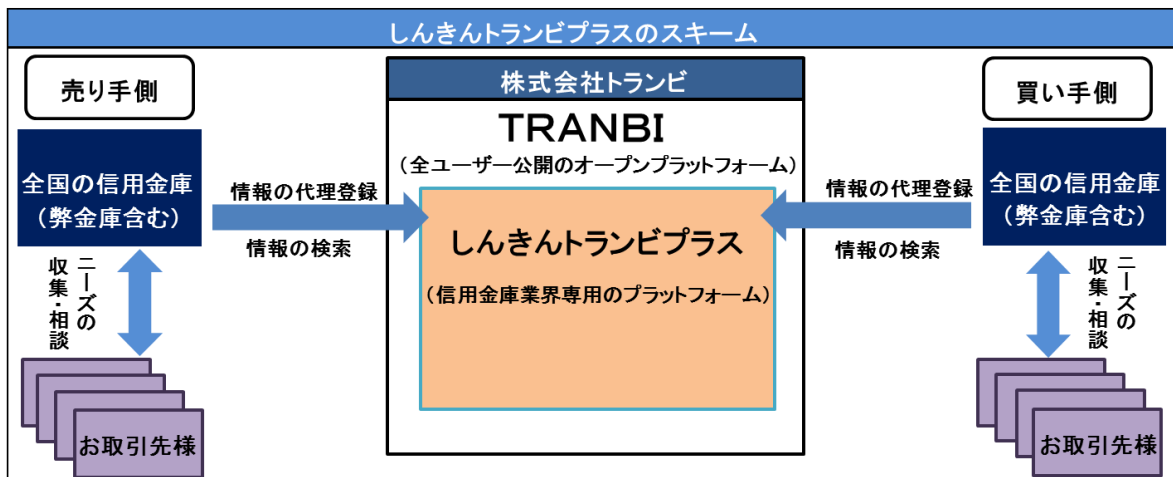 しんきんトランビプラスのスキーム
売り手側
株式会社トランビ
買い手側
TRANBI
(全ユーザー公開のオープンプラットフォーム)
全国の信用金庫
(弊金庫含む)
情報の代理登録
情報の検索
しんきんトランビプラス
(信用金庫業界専用のプラットフォーム)
情報の代理登録
情報の検索
全国の信用金庫
(弊金庫含む)
ニーズの
収集・相談
ニーズの
収集・相談
お取引先様
お取引先様